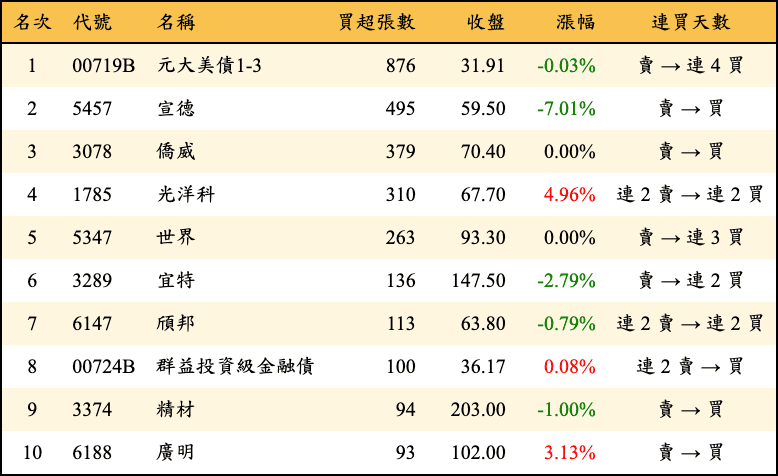 名次 代號 名稱 買超張數 收盤 漲幅 連買天數
1 00719B 元大美債1-3 876 31.91 -0.03% 賣 → 連 4 買
2 5457 宣德 495 59.50 -7.01% 賣 → 買
3 3078 僑威 379 70.40 0.00% 賣 → 買
4 1785 光洋科 310 67.70 4.96% 連 2 賣 → 連 2 買
5 5347 世界 263 93.30 0.00% 賣 → 連 3 買
6 3289 宜特 136 147.50 -2.79% 賣 → 連 2 買
7 6147 頎邦 113 63.80 -0.79% 連 2 賣 → 連 2 買
8 00724B 群益投資級金融債 100 36.17 0.08% 連 2 賣 → 買
9 3374 精材 94 203.00 -1.00% 賣 → 買
10 6188 廣明 93 102.00 3.13% 賣 → 買